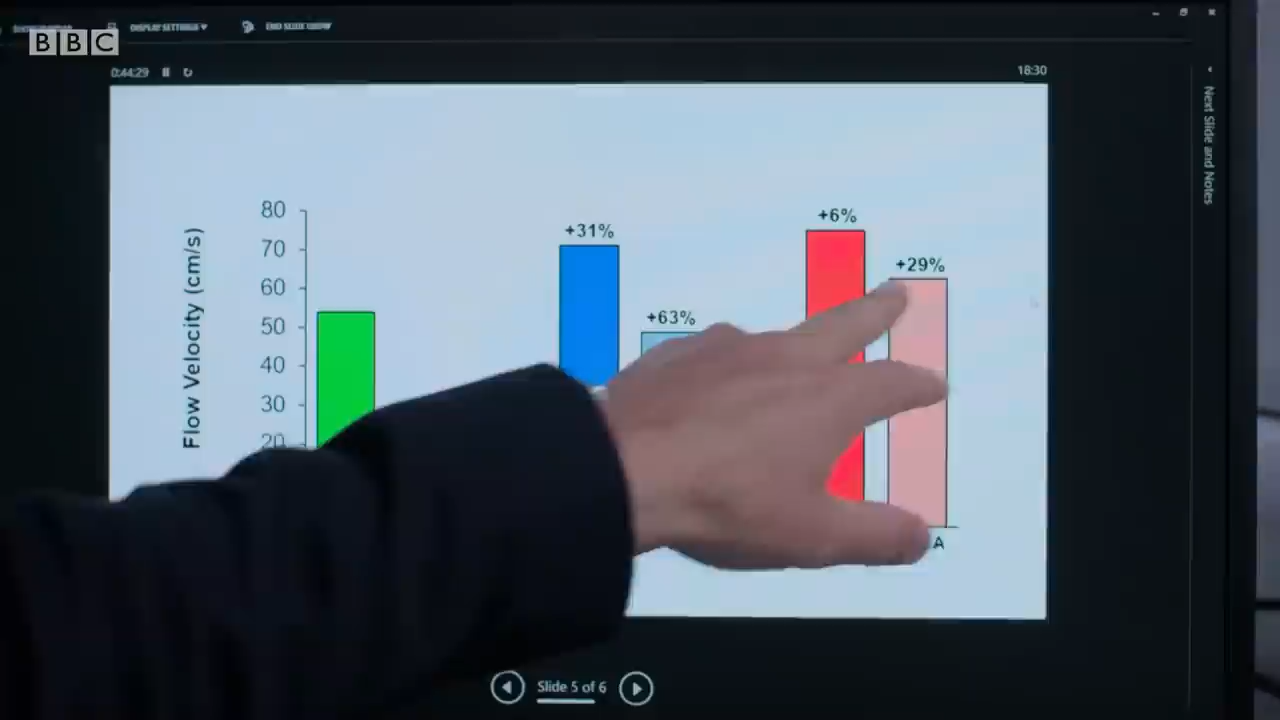 DISPLAY SETTINGS ▼
END SLIDE SHOW
BBC
0:44:29
18:30
Next Slide and Notes
Flow Velocity (cm/s)
80
70
60
50
40
30
20
+31%
+63%
+6%
+29%
A
Slide 5 of 6